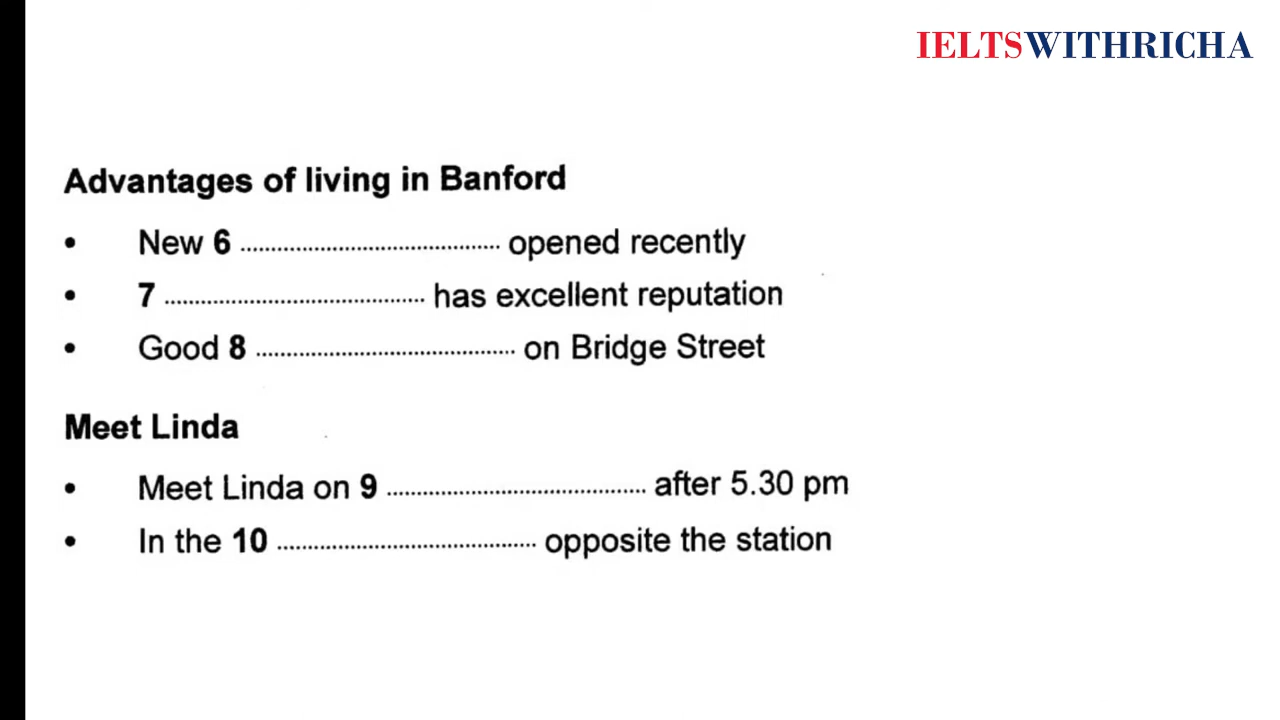 IELTSWITHRICHA
Advantages of living in Banford
• New 6 .......................................... opened recently
• 7 .......................................... has excellent reputation
• Good 8 .......................................... on Bridge Street
Meet Linda
• Meet Linda on 9 .......................................... after 5.30 pm
• In the 10 .......................................... opposite the station